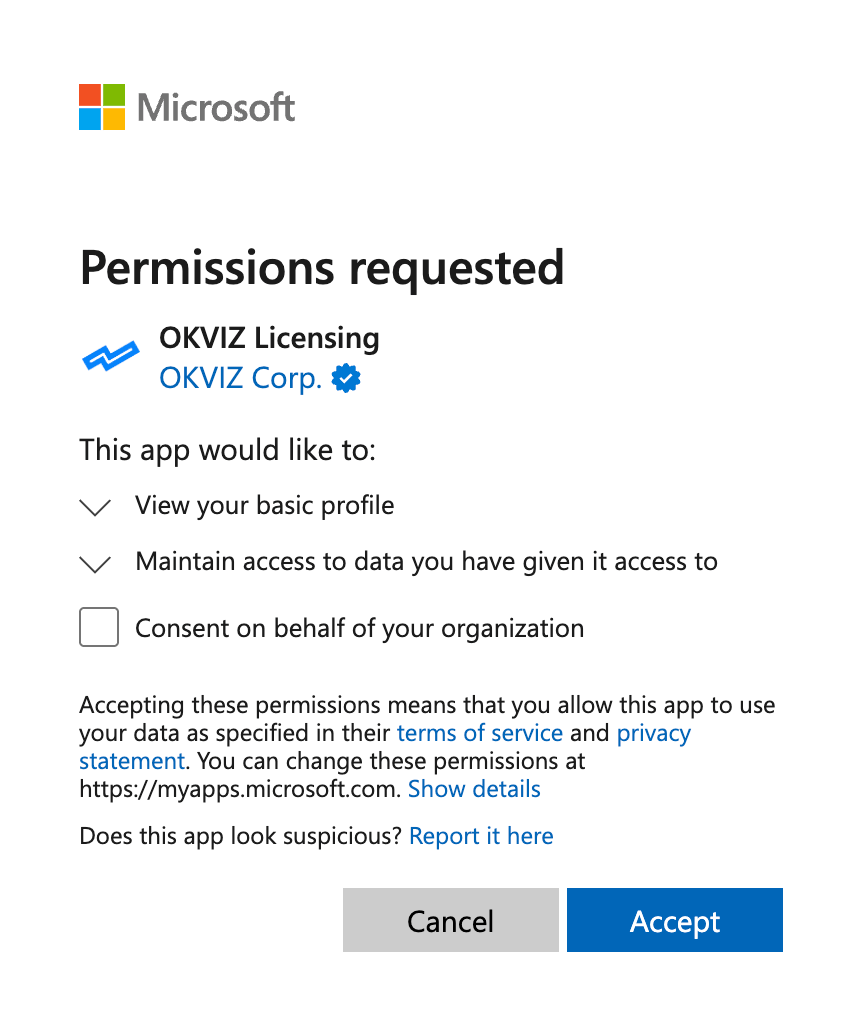 Microsoft
Permissions requested
OKVIZ Licensing
OKVIZ Corp.
This app would like to:
View your basic profile
Maintain access to data you have given it access to
Consent on behalf of your organization
Accepting these permissions means that you allow this app to use
your data as specified in their terms of service and privacy
statement. You can change these permissions at
https://myapps.microsoft.com. Show details
Does this app look suspicious? Report it here
Cancel
Accept